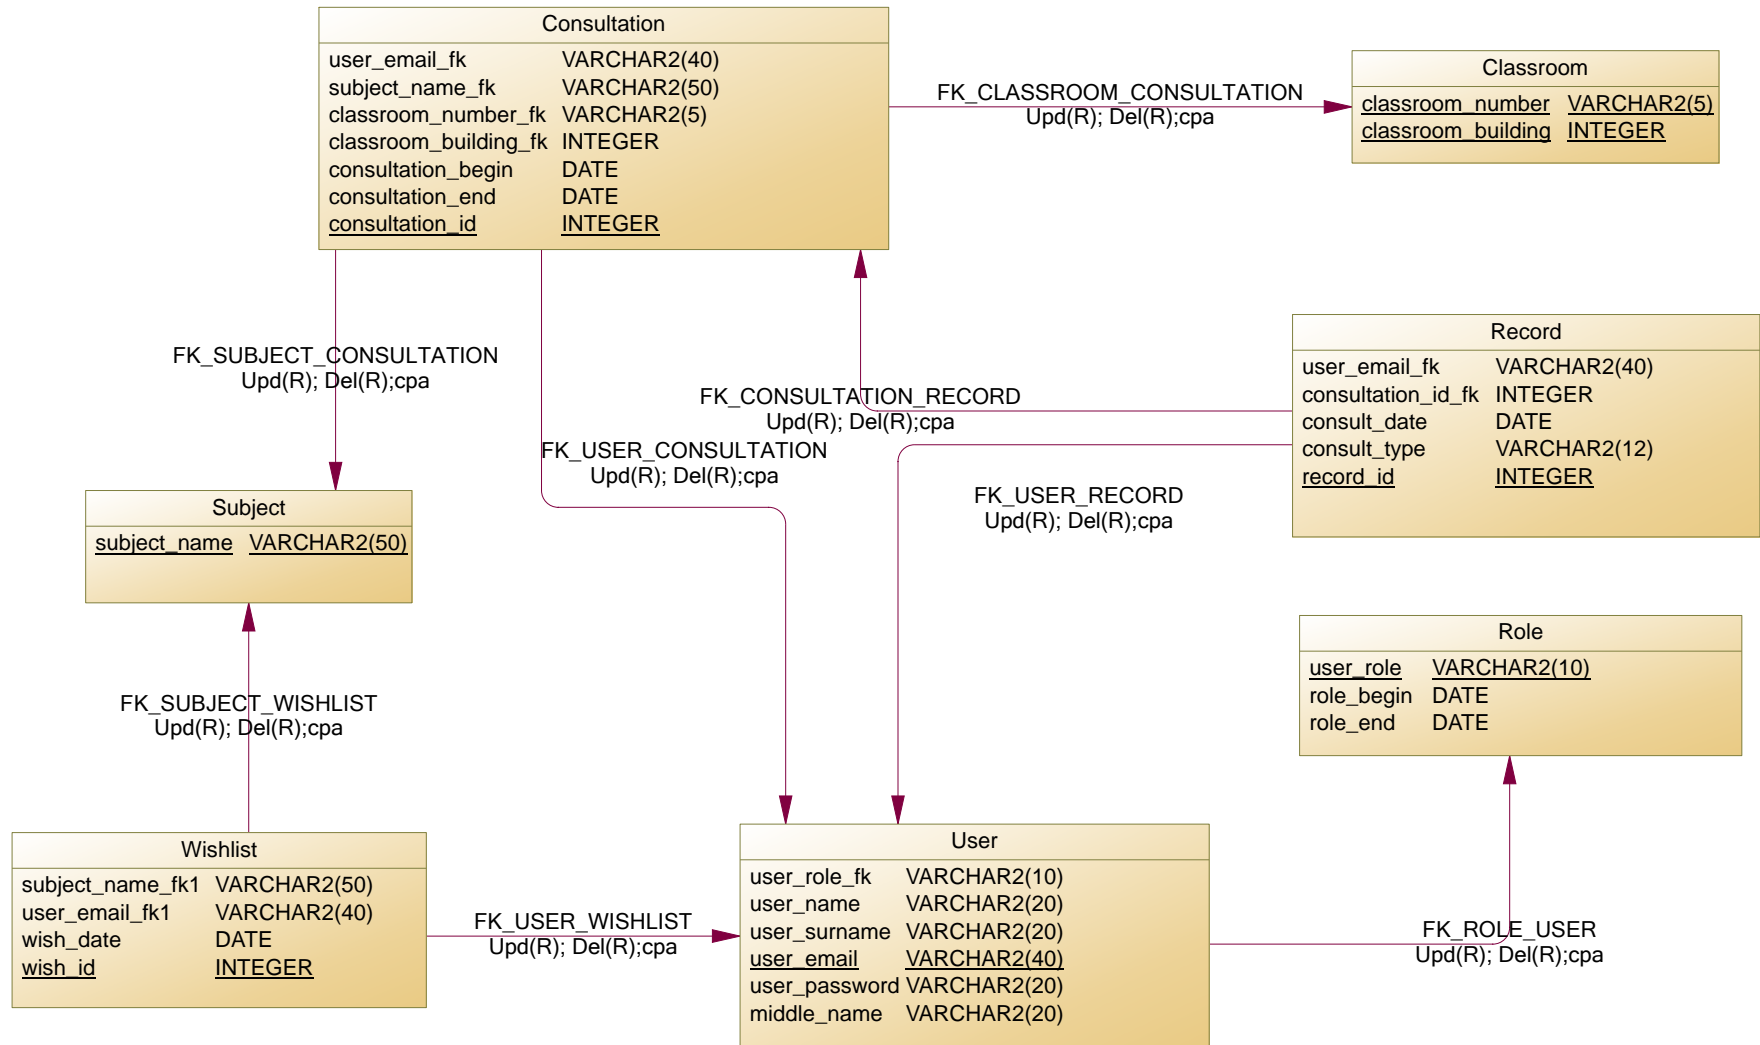 Consultation
user_email_fk VARCHAR2(40)
subject_name_fk VARCHAR2(50)
classroom_number_fk VARCHAR2(5)
classroom_building_fk INTEGER
consultation_begin DATE
consultation_end DATE
consultation_id INTEGER
FK_CLASSROOM_CONSULTATION
Upd(R); Del(R);cpa
Classroom
classroom_number VARCHAR2(5)
classroom_building INTEGER
FK_SUBJECT_CONSULTATION
Upd(R); Del(R);cpa
FK_CONSULTATION_RECORD
Upd(R); Del(R);cpa
Record
user_email_fk VARCHAR2(40)
consultation_id_fk INTEGER
consult_date DATE
consult_type VARCHAR2(12)
record_id INTEGER
FK_USER_CONSULTATION
Upd(R); Del(R);cpa
FK_USER_RECORD
Upd(R); Del(R);cpa
Subject
subject_name VARCHAR2(50)
Role
user_role VARCHAR2(10)
role_begin DATE
role_end DATE
FK_SUBJECT_WISHLIST
Upd(R); Del(R);cpa
Wishlist
subject_name_fk1 VARCHAR2(50)
user_email_fk1 VARCHAR2(40)
wish_date DATE
wish_id INTEGER
FK_USER_WISHLIST
Upd(R); Del(R);cpa
User
user_role_fk VARCHAR2(10)
user_name VARCHAR2(20)
user_surname VARCHAR2(20)
user_email VARCHAR2(40)
user_password VARCHAR2(20)
middle_name VARCHAR2(20)
FK_ROLE_USER
Upd(R); Del(R);cpa